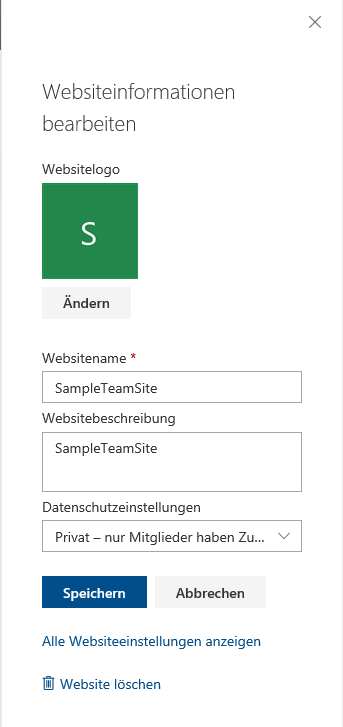 Websiteinformationen
bearbeiten
Websitelogo
S
Ändern
Websitename *
SampleTeamSite
Websitebeschreibung
SampleTeamSite
Datenschutzeinstellungen
Privat – nur Mitglieder haben Zu...
Speichern Abbrechen
Alle Websiteeinstellungen anzeigen
Website löschen